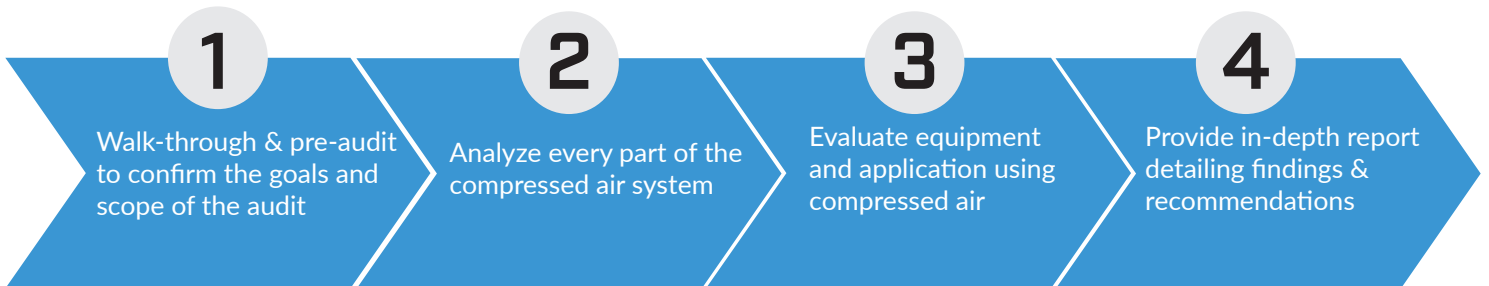 1
Walk-through & pre-audit
to confirm the goals and
scope of the audit
2
Analyze every part of the
compressed air system
3
Evaluate equipment
and application using
compressed air
4
Provide in-depth report
detailing findings &
recommendations